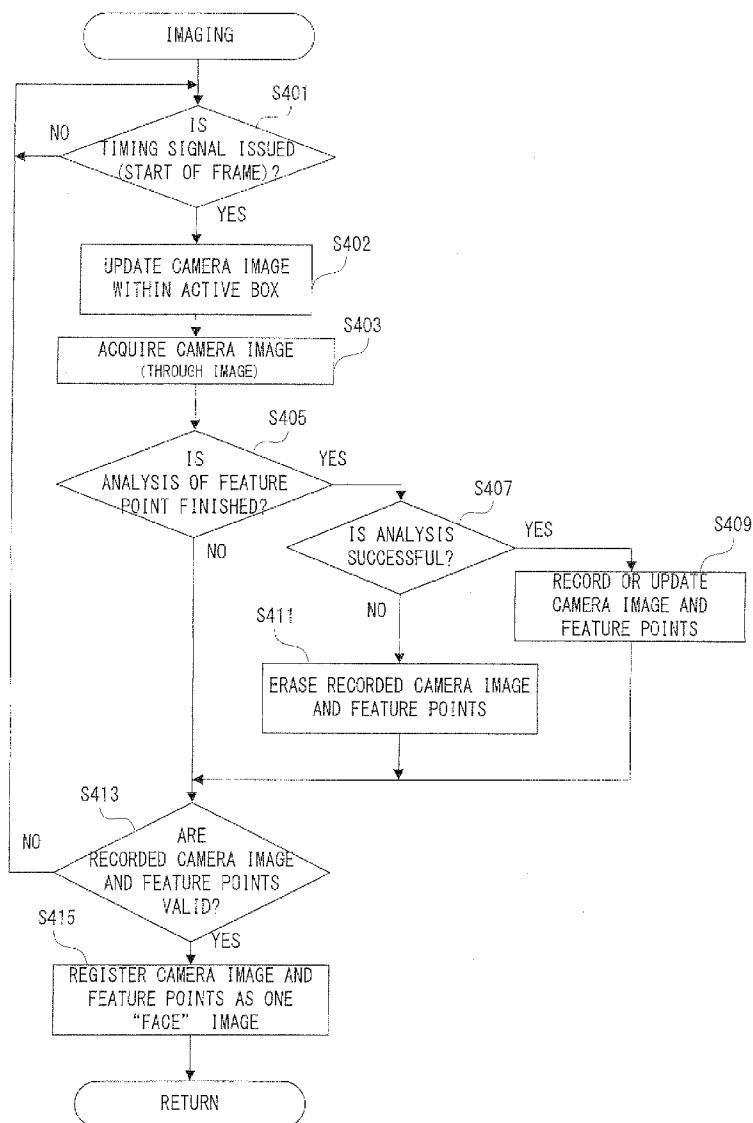 IMAGING
S401
NO
IS
TIMING SIGNAL ISSUED
(START OF FRAME)?
YES
S402
UPDATE CAMERA IMAGE
WITHIN ACTIVE BOX
S403
ACQUIRE CAMERA IMAGE
(THROUGH IMAGE)
S405
IS
ANALYSIS OF FEATURE
POINT FINISHED?
YES
NO
S407
IS ANALYSIS
SUCCESSFUL?
YES
NO
S409
RECORD OR UPDATE
CAMERA IMAGE AND
FEATURE POINTS
S411
ERASE RECORDED CAMERA IMAGE
AND FEATURE POINTS
S413
NO
ARE
RECORDED CAMERA IMAGE
AND FEATURE POINTS
VALID?
YES
S415
REGISTER CAMERA IMAGE AND
FEATURE POINTS AS ONE
“FACE” IMAGE
RETURN